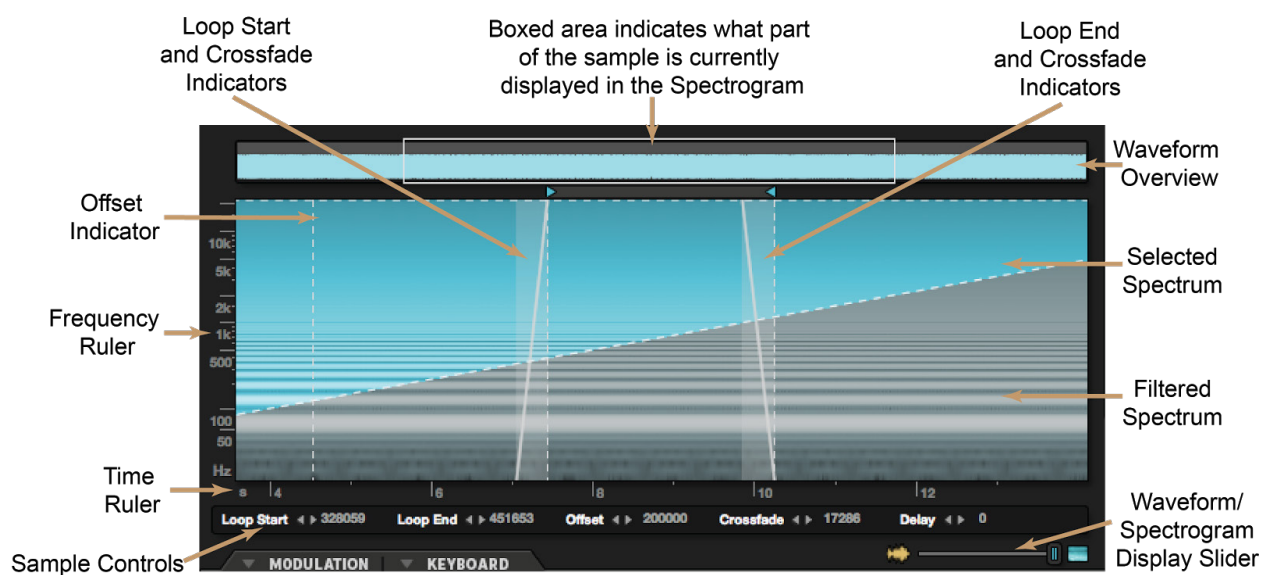 Loop Start
and Crossfade
Indicators
Boxed area indicates what part
of the sample is currently
displayed in the Spectrogram
Loop End
and Crossfade
Indicators
Waveform
Overview
Offset
Indicator
Selected
Spectrum
Frequency
Ruler
Filtered
Spectrum
10k
5k
2k
1k
500
100
50
Hz
Time
Ruler
s 4 6 8 10 12
Loop Start 328059 Loop End 451653 Offset 200000 Crossfade 17286 Delay 0
Waveform/
Spectrogram
Display Slider
Sample Controls
MODULATION KEYBOARD